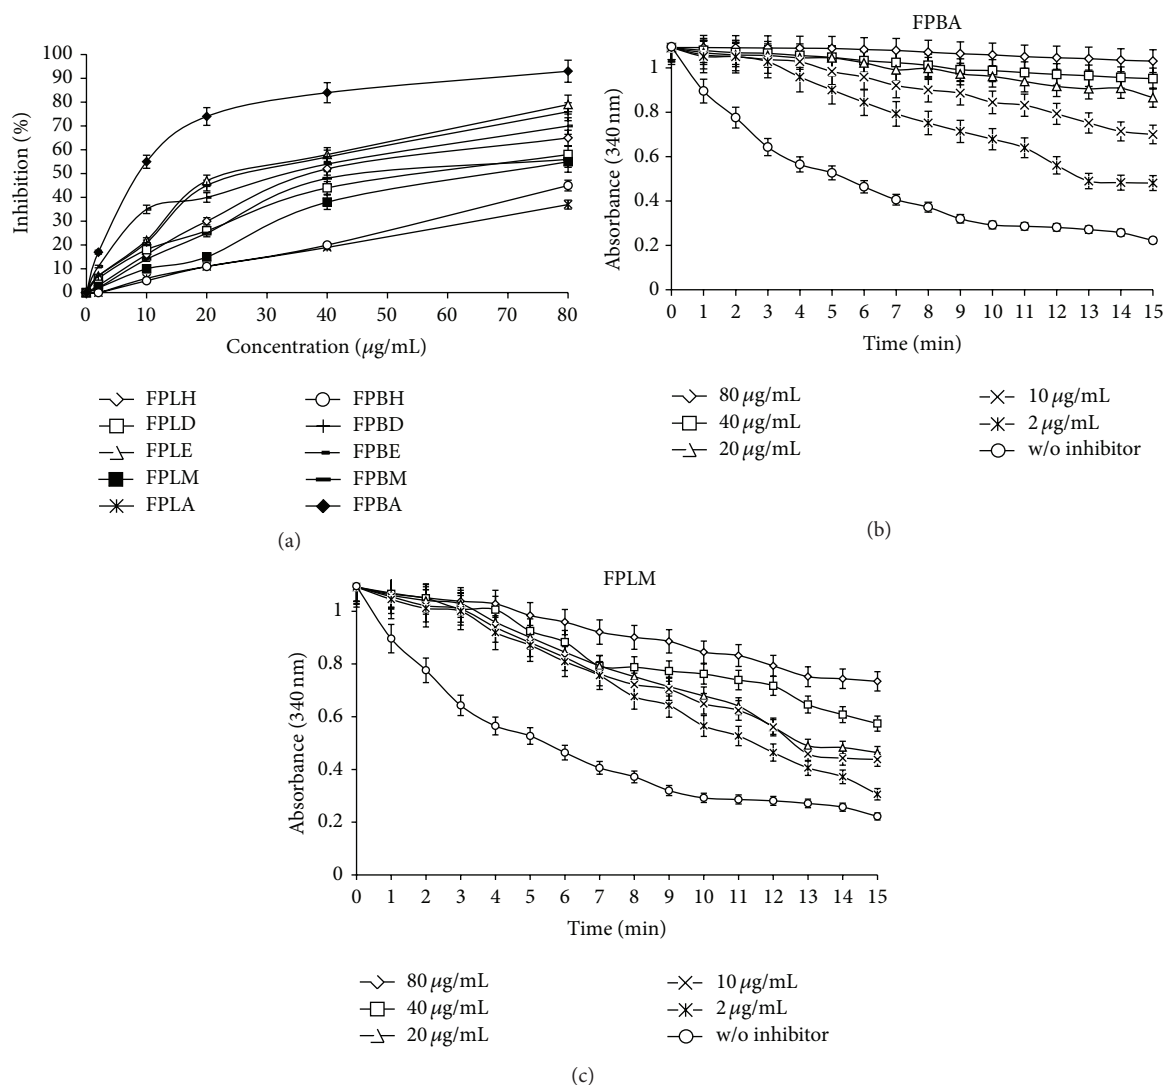 100
90
80
70
60
50
40
30
20
10
0
Inhibition (%)
0 10 20 30 40 50 60 70 80
Concentration (μg/mL)
FPLH FPBH
FPLD FPBD
FPLE FPBE
FPLM FPBM
FPLA FPBA
(a)
FPBA
1
0.8
0.6
0.4
0.2
0
Absorbance (340 nm)
0 1 2 3 4 5 6 7 8 9 10 11 12 13 14 15
Time (min)
80 μg/mL 10 μg/mL
40 μg/mL 2 μg/mL
20 μg/mL w/o inhibitor
(b)
FPLM
1
0.8
0.6
0.4
0.2
0
Absorbance (340 nm)
0 1 2 3 4 5 6 7 8 9 10 11 12 13 14 15
Time (min)
80 μg/mL 10 μg/mL
40 μg/mL 2 μg/mL
20 μg/mL w/o inhibitor
(c)